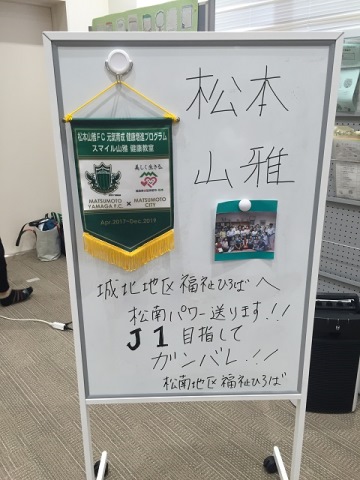 松本
山雅
松本山雅FC 元気育成 健康増進プログラム
スマイル山雅 健康教室
美しく生きる。
MATSUMOTO YAMAGA F.C. × MATSUMOTO CITY
Apr.2017~Dec.2019
城北地区福祉ひろばへ
松南パワー送ります!!
J1目指して
ガンバレ!!
松南地区福祉ひろば